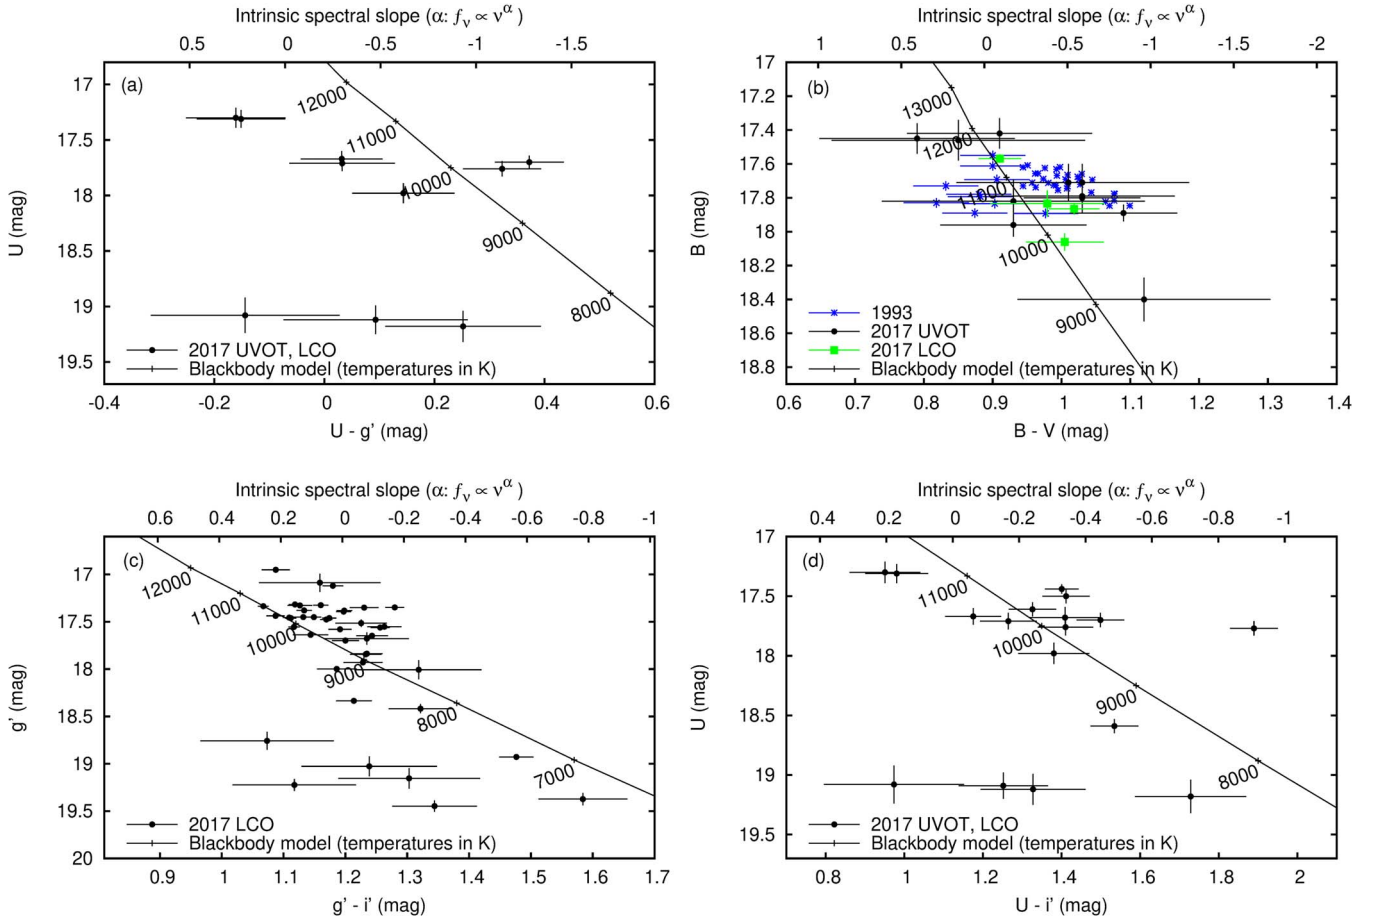 Intrinsic spectral slope (α: fν ∝ ν^α)
0.5 0 -0.5 -1 -1.5
(a)
17
17.5
18
18.5
19
19.5
U (mag)
12000
11000
10000
9000
8000
2017 UVOT, LCO
Blackbody model (temperatures in K)
-0.4 -0.2 0 0.2 0.4 0.6
U - g’ (mag)
Intrinsic spectral slope (α: fν ∝ ν^α)
1 0.5 0 -0.5 -1 -1.5 -2
(b)
17
17.2
17.4
17.6
17.8
18
18.2
18.4
18.6
18.8
B (mag)
13000
12000
11000
10000
9000
1993
2017 UVOT
2017 LCO
Blackbody model (temperatures in K)
0.6 0.7 0.8 0.9 1 1.1 1.2 1.3 1.4
B - V (mag)
Intrinsic spectral slope (α: fν ∝ ν^α)
0.6 0.4 0.2 0 -0.2 -0.4 -0.6 -0.8 -1
(c)
17
17.5
18
18.5
19
19.5
20
g’ (mag)
12000
11000
10000
9000
8000
7000
2017 LCO
Blackbody model (temperatures in K)
0.9 1 1.1 1.2 1.3 1.4 1.5 1.6 1.7
g’ - i’ (mag)
Intrinsic spectral slope (α: fν ∝ ν^α)
0.4 0.2 0 -0.2 -0.4 -0.6 -0.8 -1
(d)
17
17.5
18
18.5
19
19.5
U (mag)
11000
10000
9000
8000
2017 UVOT, LCO
Blackbody model (temperatures in K)
0.8 1 1.2 1.4 1.6 1.8 2
U - i’ (mag)